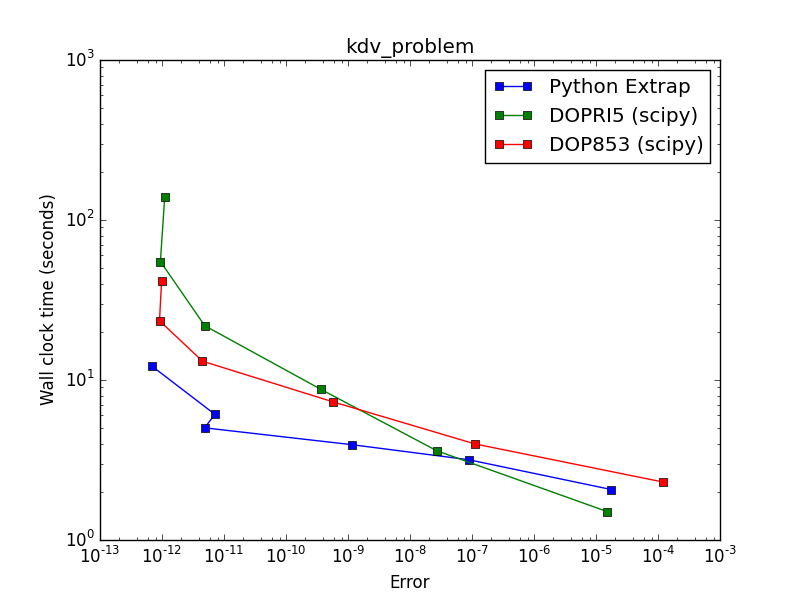 kdv_problem
Wall clock time (seconds)
10^3
10^2
10^1
10^0
Python Extrap
DOPRI5 (scipy)
DOP853 (scipy)
10^-13 10^-12 10^-11 10^-10 10^-9 10^-8 10^-7 10^-6 10^-5 10^-4 10^-3
Error